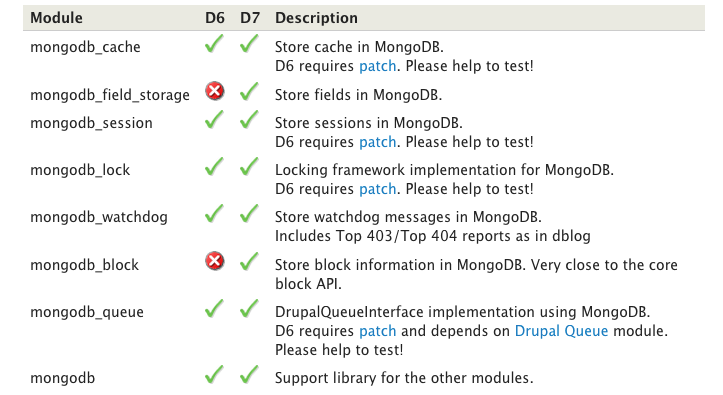 Module D6 D7 Description
mongodb_cache Store cache in MongoDB.
D6 requires patch. Please help to test!
mongodb_field_storage Store fields in MongoDB.
mongodb_session Store sessions in MongoDB.
D6 requires patch. Please help to test!
mongodb_lock Locking framework implementation for MongoDB.
D6 requires patch. Please help to test!
mongodb_watchdog Store watchdog messages in MongoDB.
Includes Top 403/Top 404 reports as in dblog
mongodb_block Store block information in MongoDB. Very close to the core
block API.
mongodb_queue DrupalQueueInterface implementation using MongoDB.
D6 requires patch and depends on Drupal Queue module.
Please help to test!
mongodb Support library for the other modules.